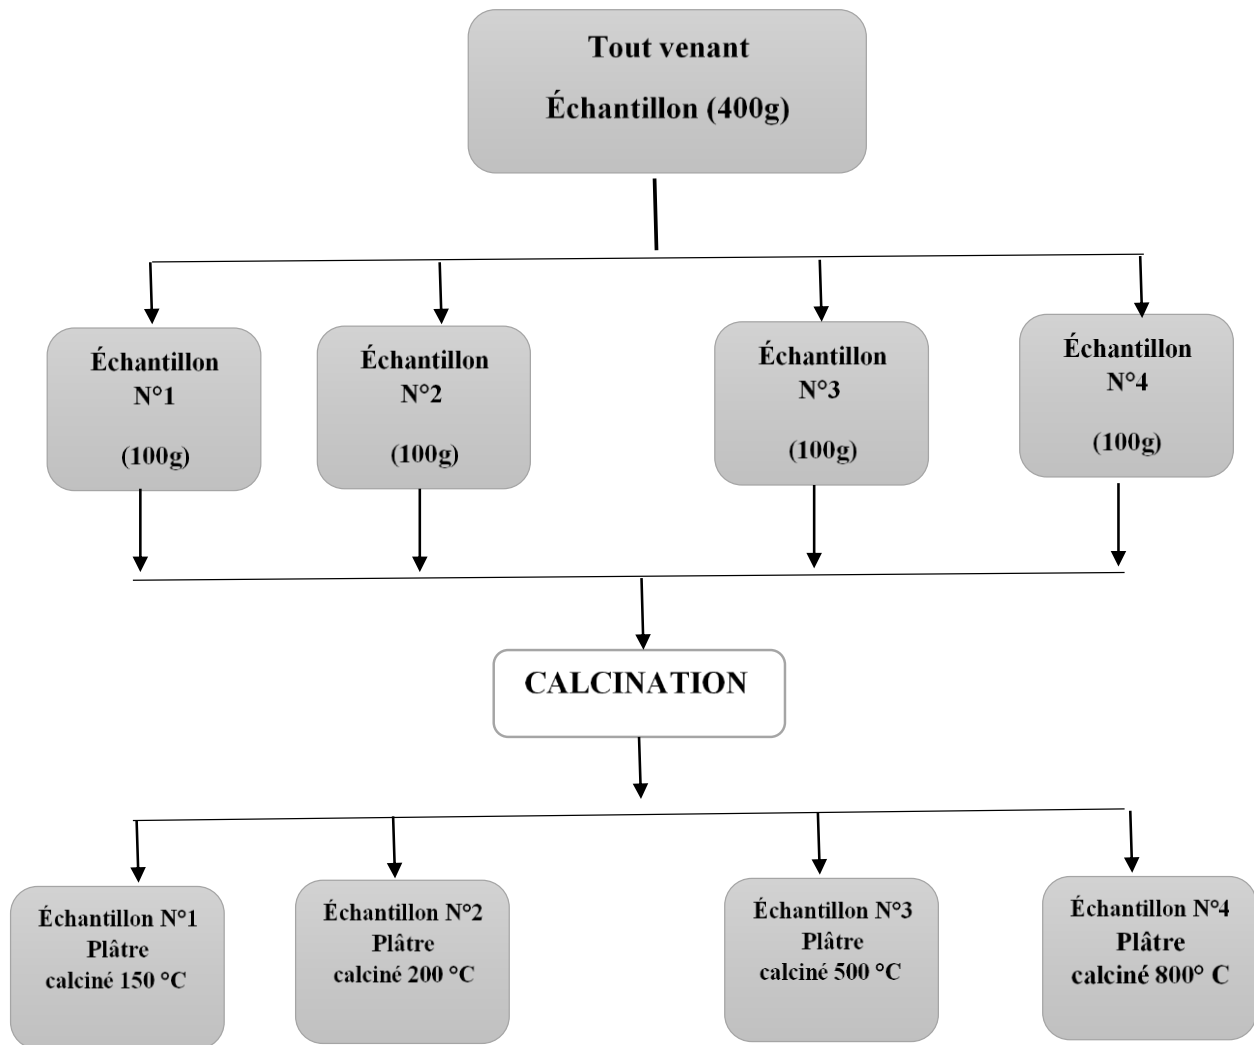 Tout venant
Échantillon (400g)
Échantillon
N°1
(100g)
Échantillon
N°2
(100g)
Échantillon
N°3
(100g)
Échantillon
N°4
(100g)
CALCINATION
Échantillon N°1
Plâtre
calciné 150 °C
Échantillon N°2
Plâtre
calciné 200 °C
Échantillon N°3
Plâtre
calciné 500 °C
Échantillon N°4
Plâtre
calciné 800° C